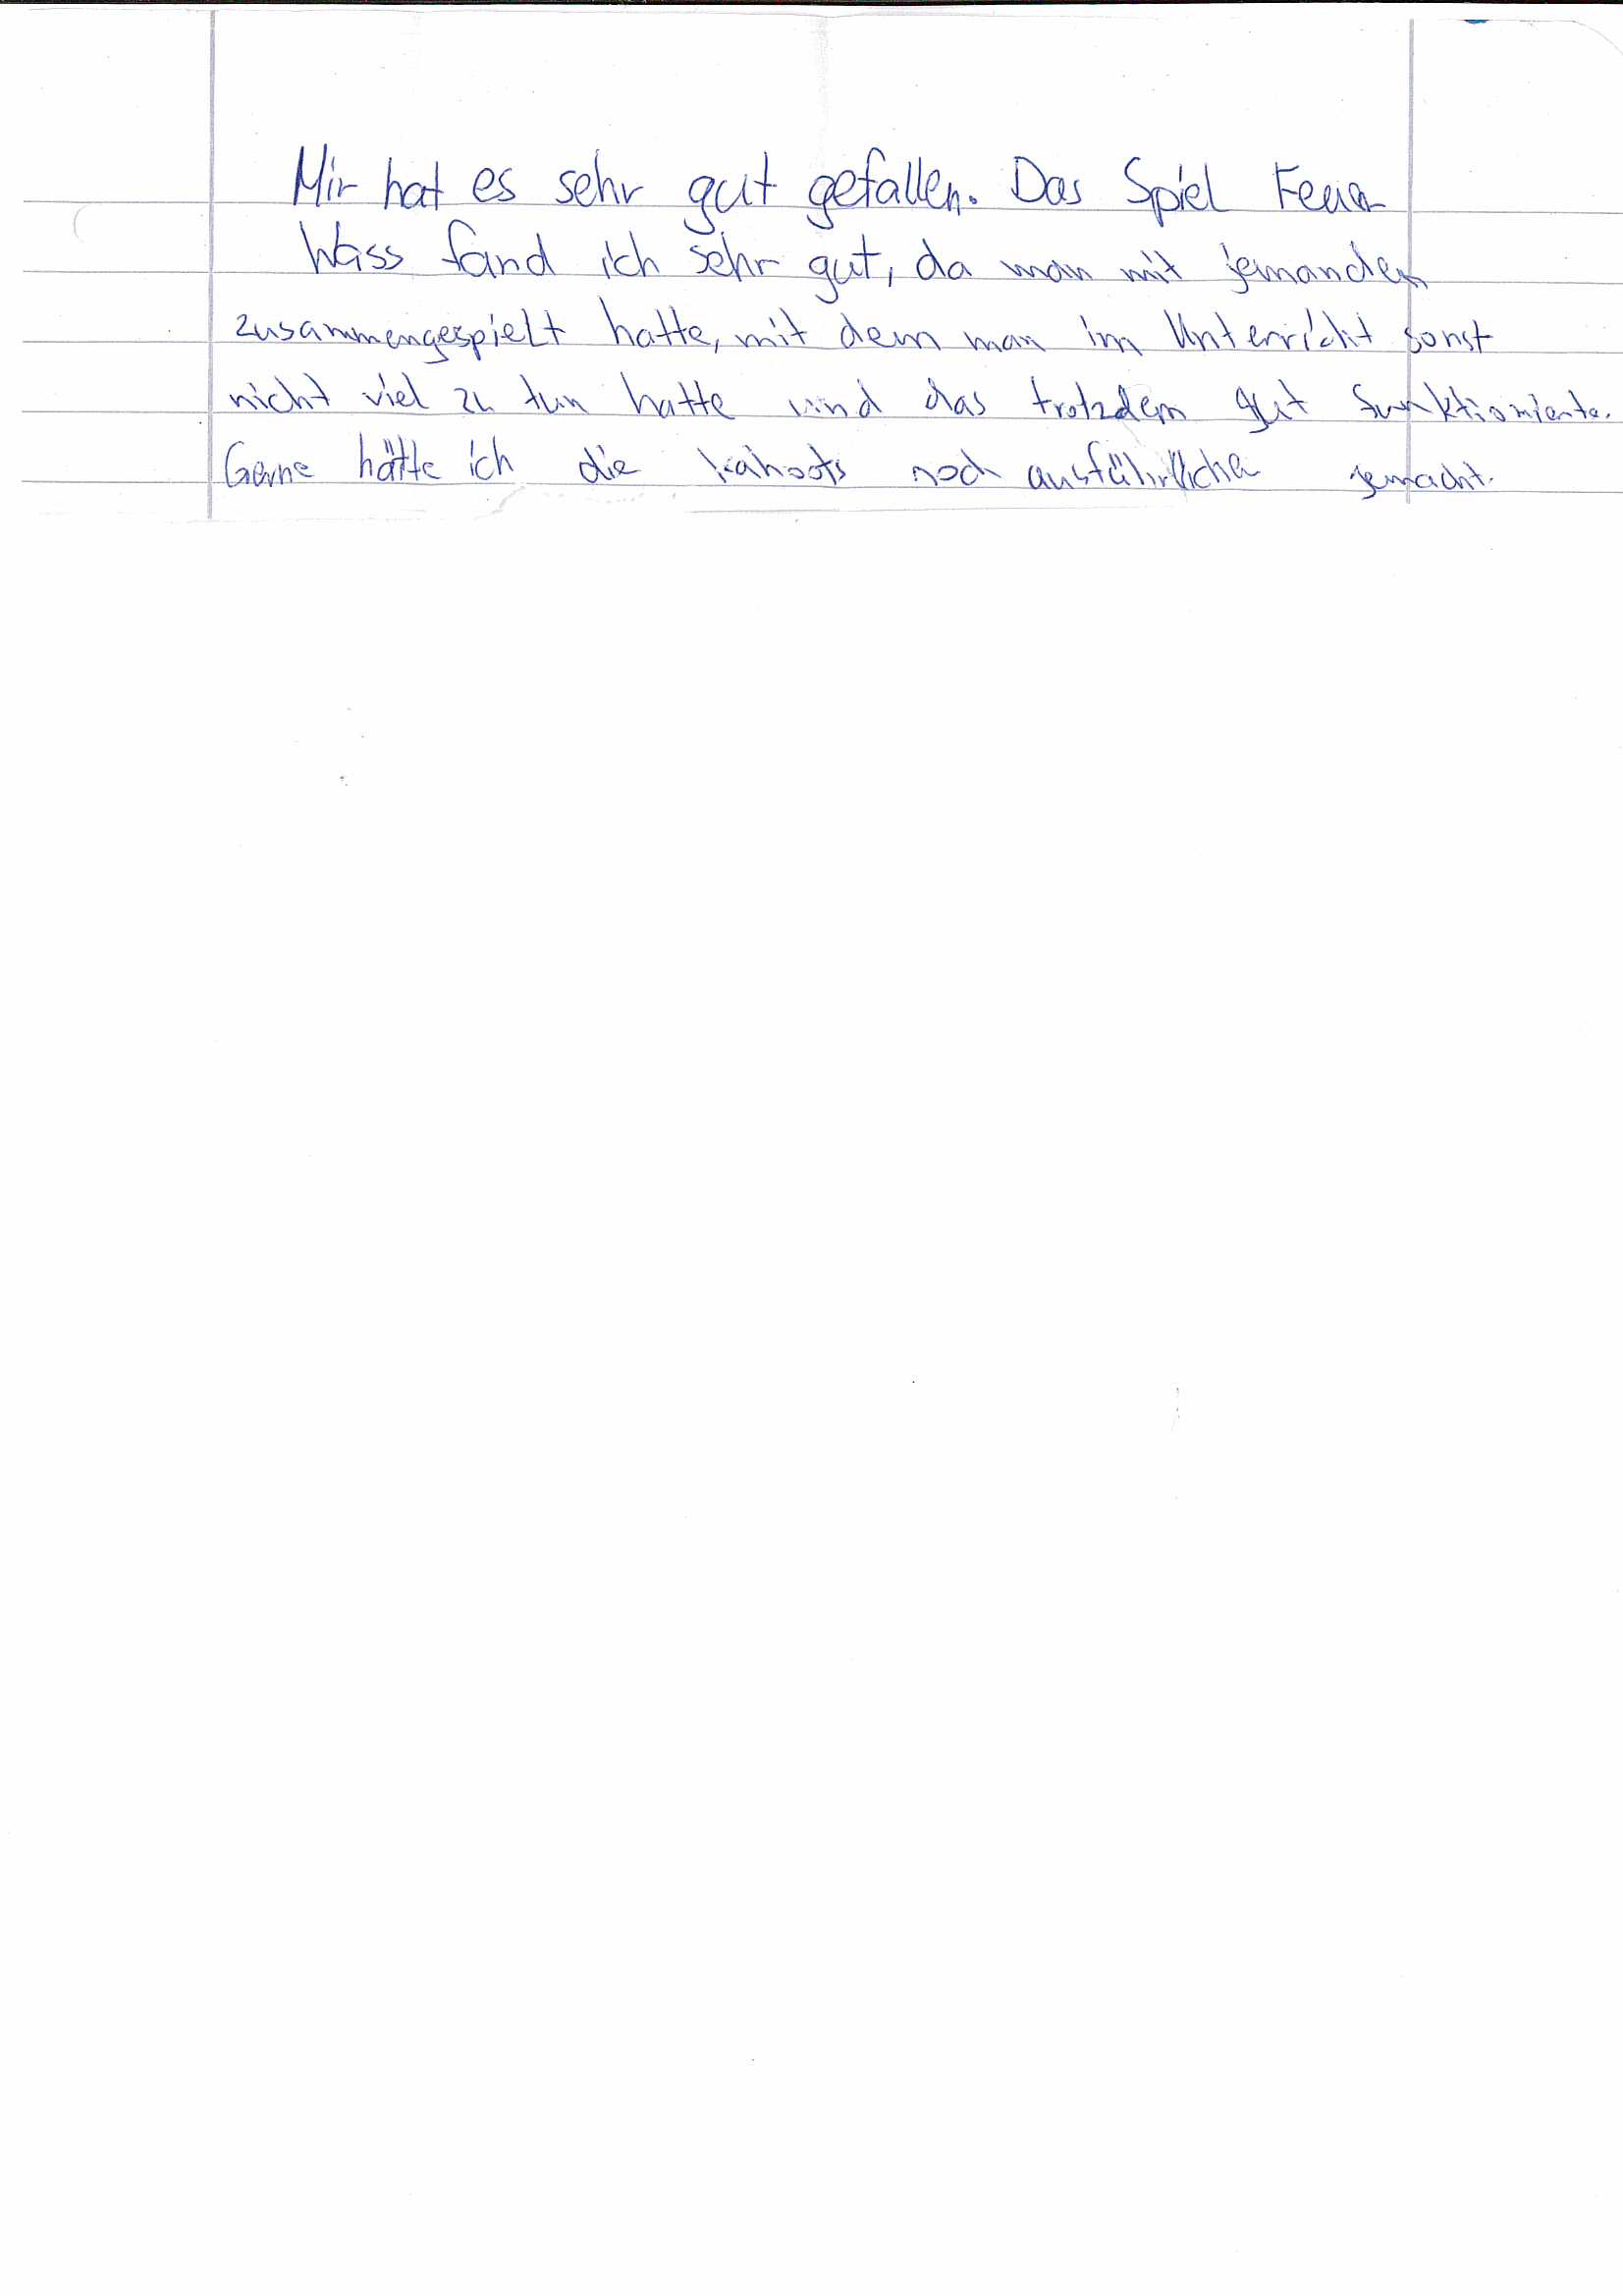 Mir hat es sehr gut gefallen. Das Spiel Feuer
Wass fand ich sehr gut, da man mit jemanden
zusammengespielt hatte, mit dem man im Unterricht sonst
nicht viel zu tun hatte und das trotzdem gut funktionierte.
Gerne hätte ich die kahoots noch ausführlicher gemacht.